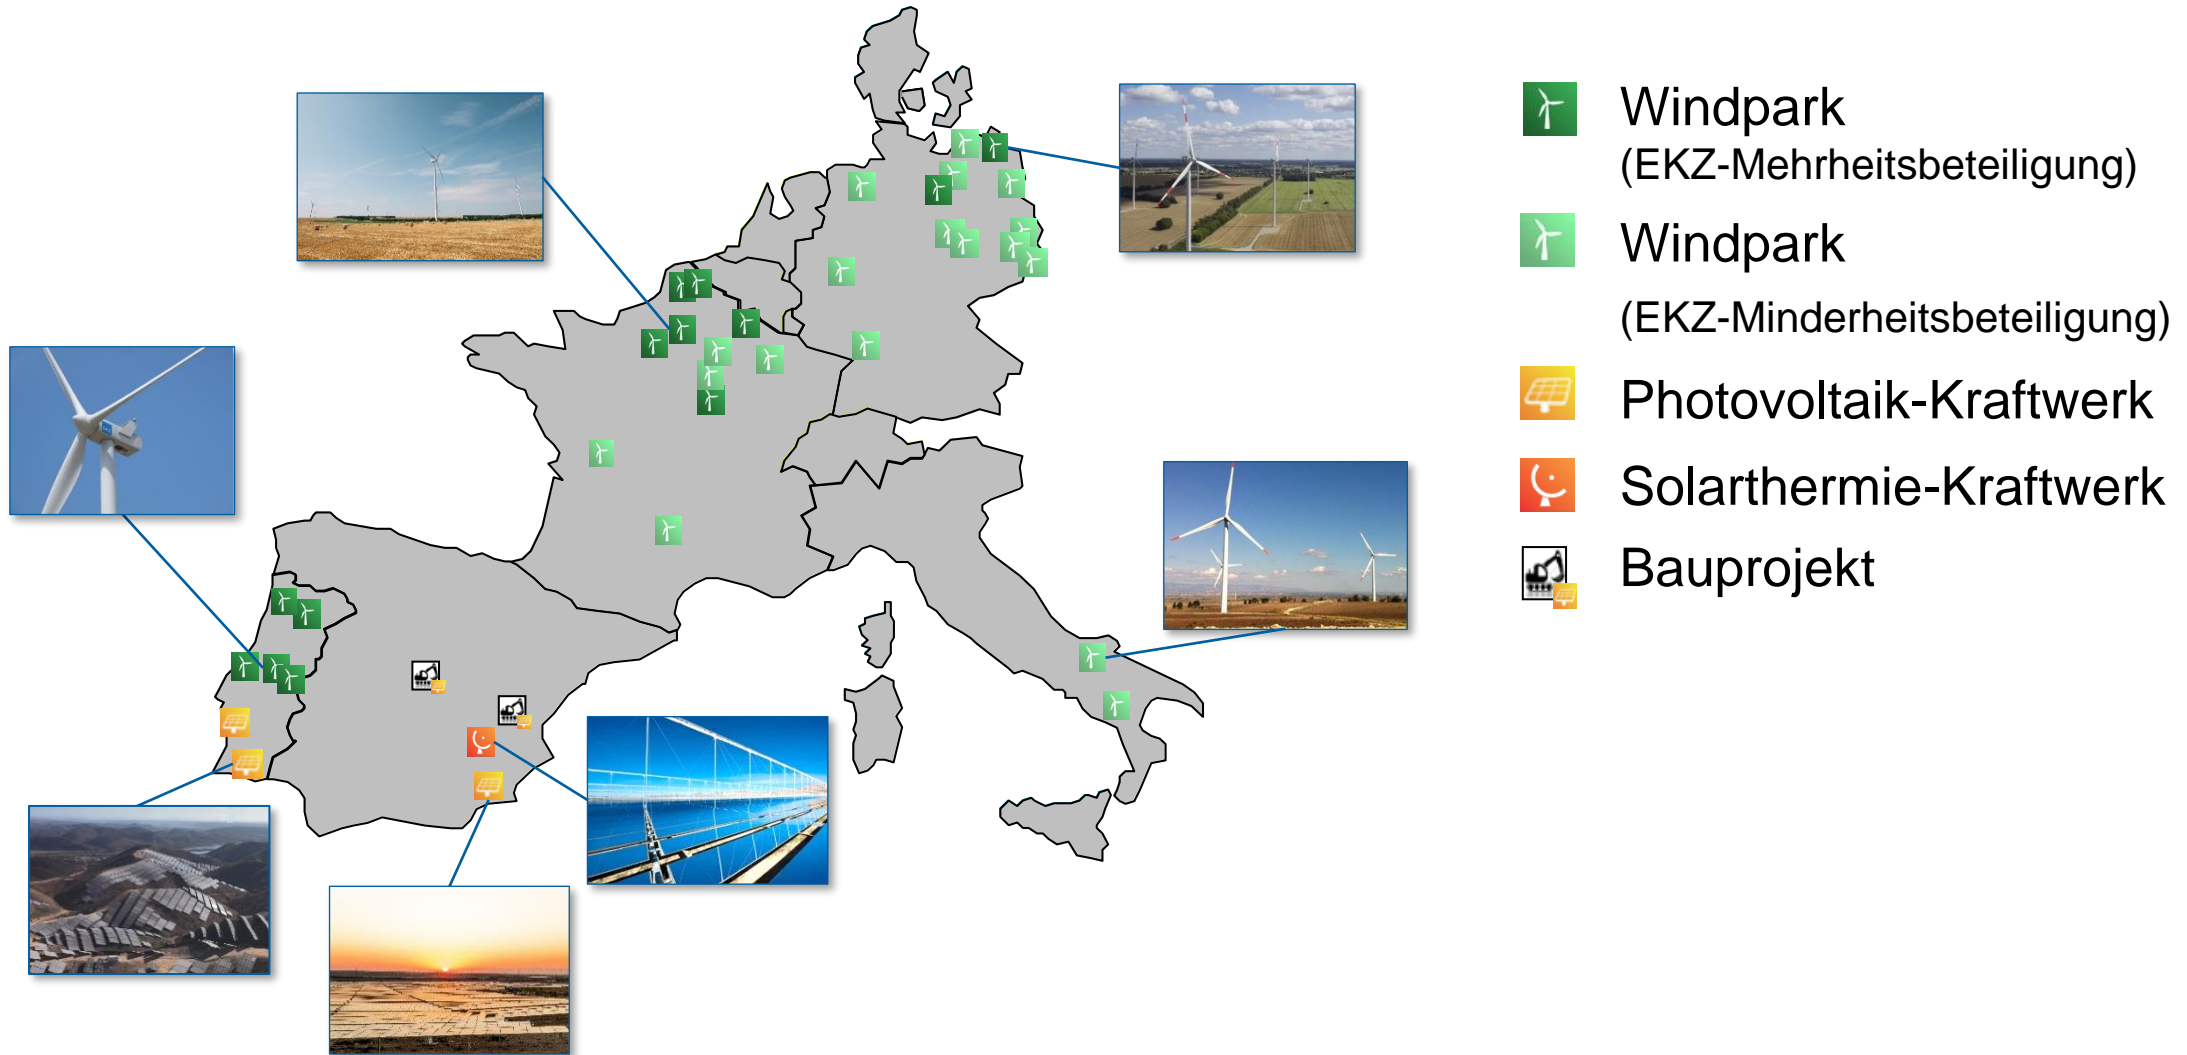 Windpark
(EKZ-Mehrheitsbeteiligung)
Windpark
(EKZ-Minderheitsbeteiligung)
Photovoltaik-Kraftwerk
Solarthermie-Kraftwerk
Bauprojekt